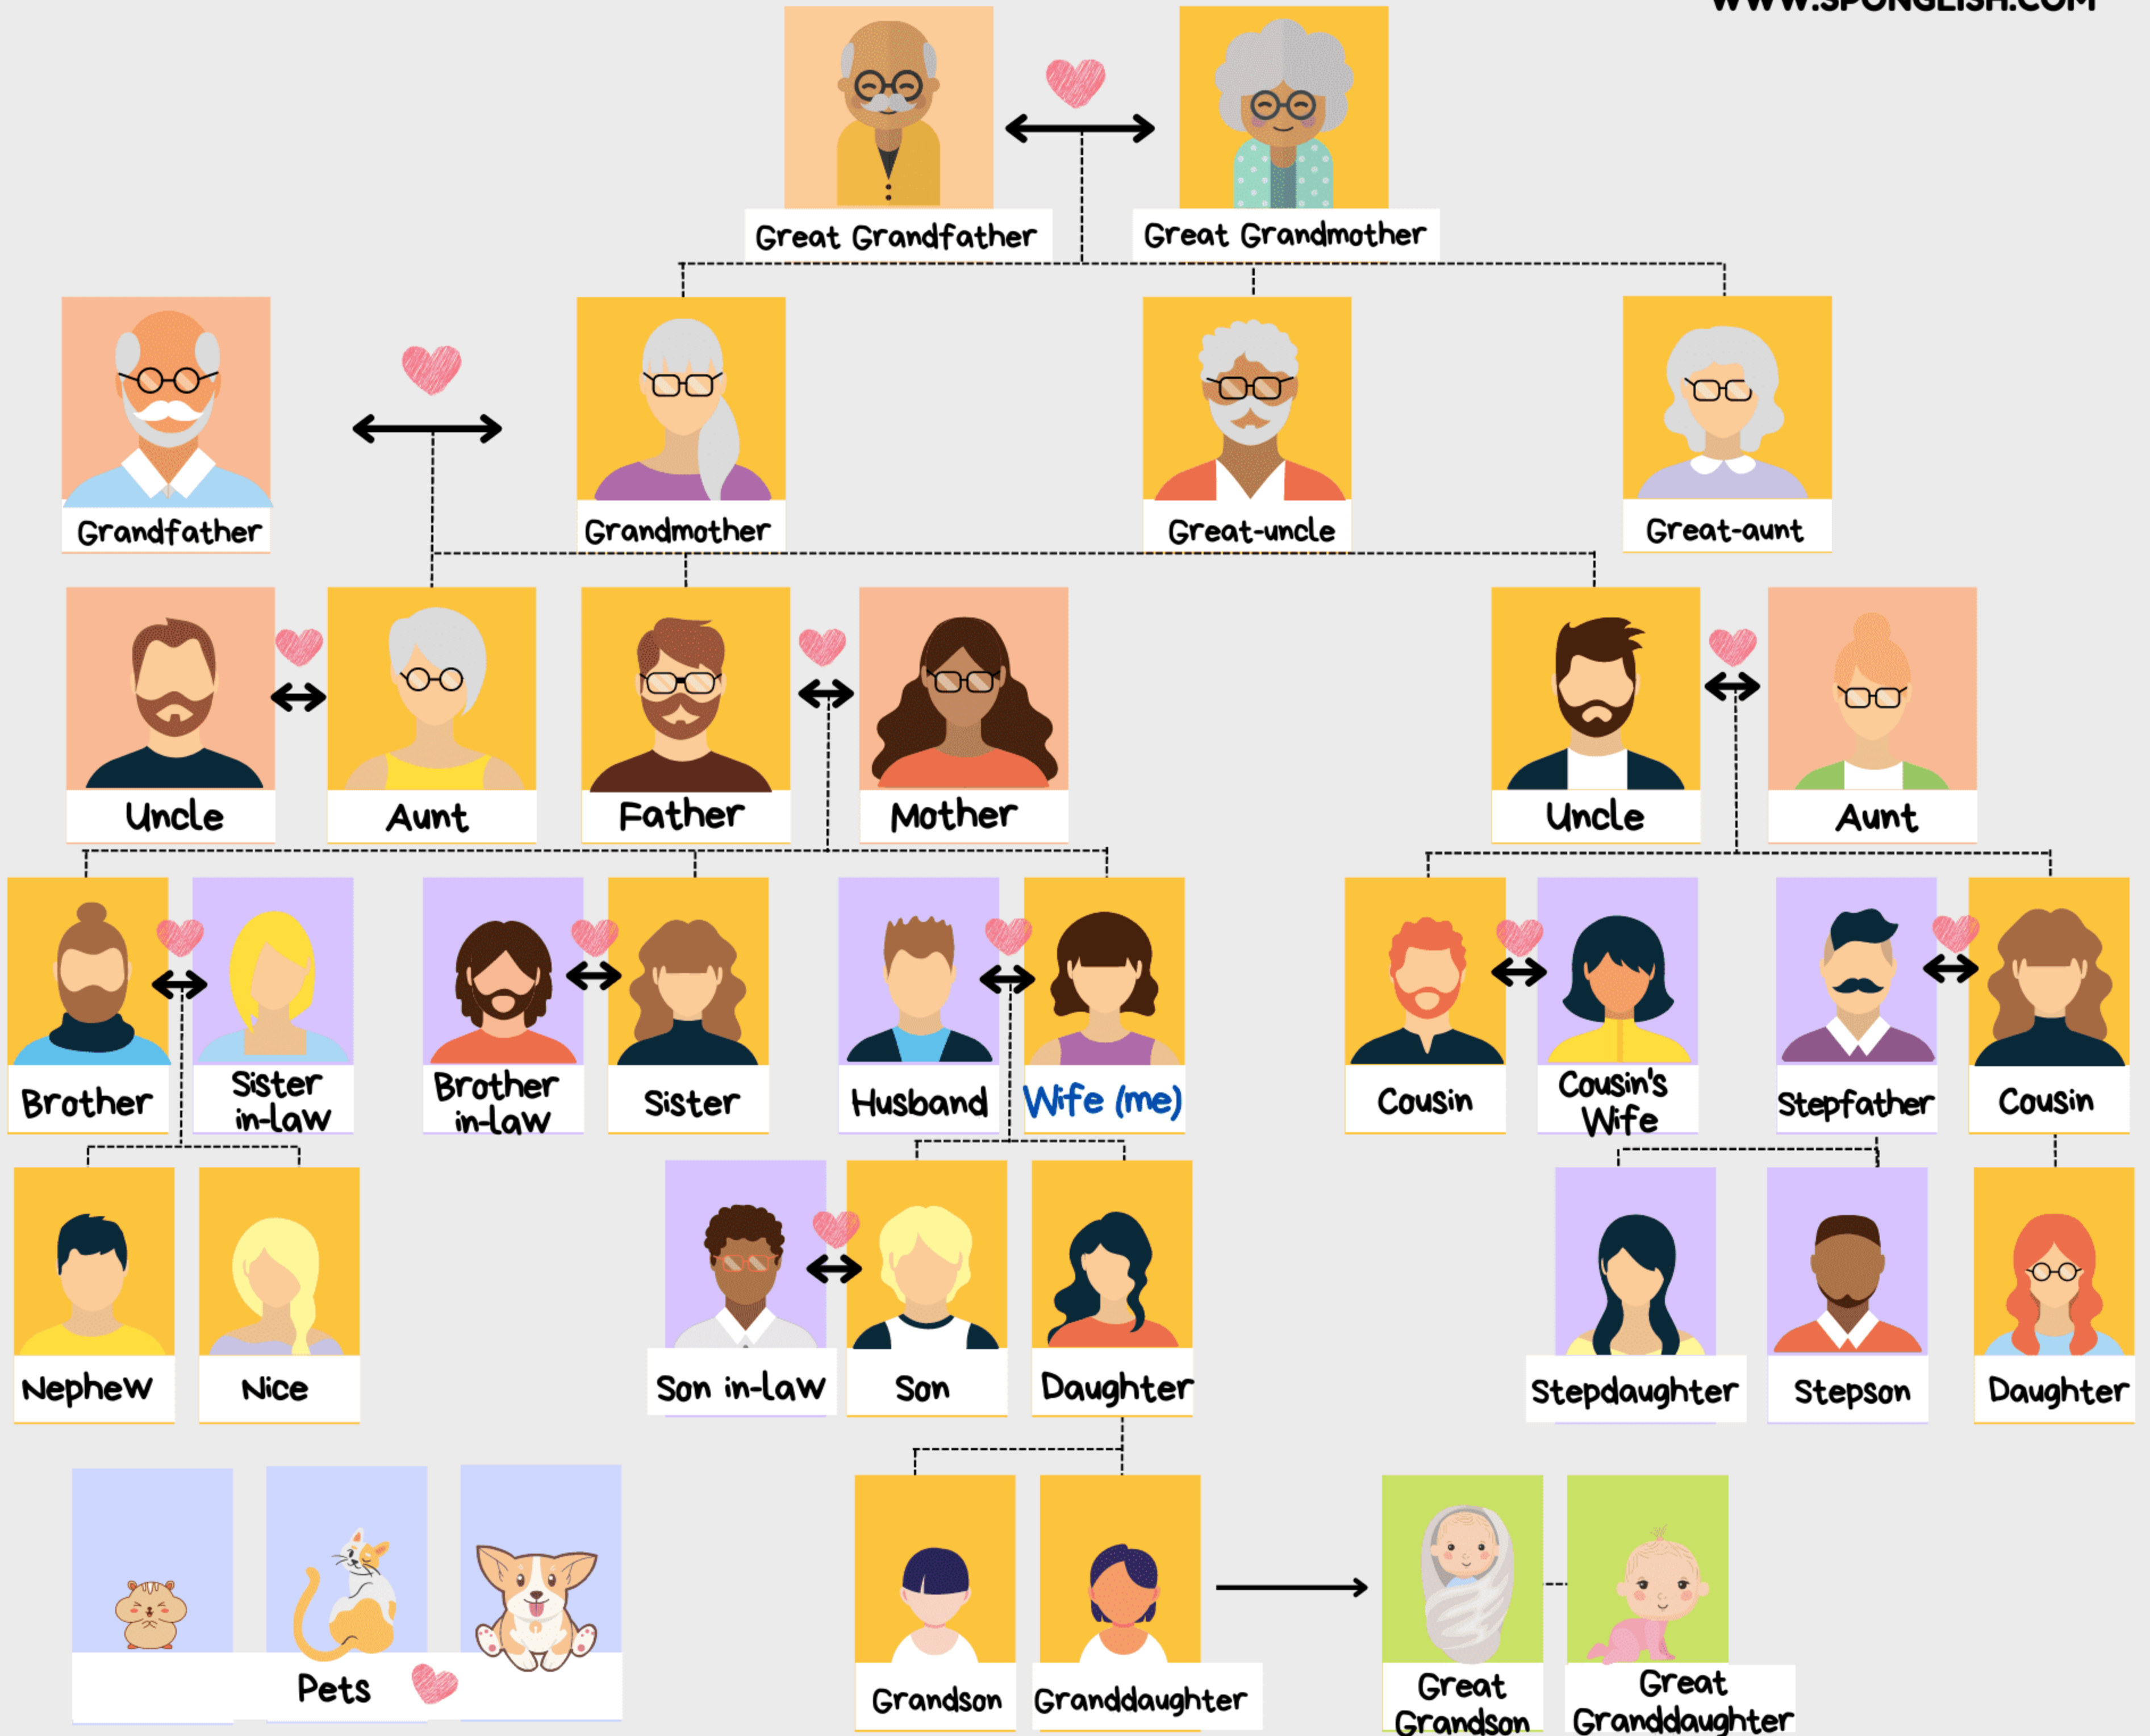 WWW.SPONGLISH.COM
Great Grandfather
Great Grandmother
Grandfather
Grandmother
Great-uncle
Great-aunt
Uncle
Aunt
Father
Mother
Uncle
Aunt
Brother
Sister
in-law
Brother
in-law
Sister
Husband
Wife (me)
Cousin
Cousin's
Wife
Stepfather
Cousin
Nephew
Nice
Son in-law
Son
Daughter
Stepdaughter
Stepson
Daughter
Pets
Grandson
Granddaughter
Great
Grandson
Great
Granddaughter